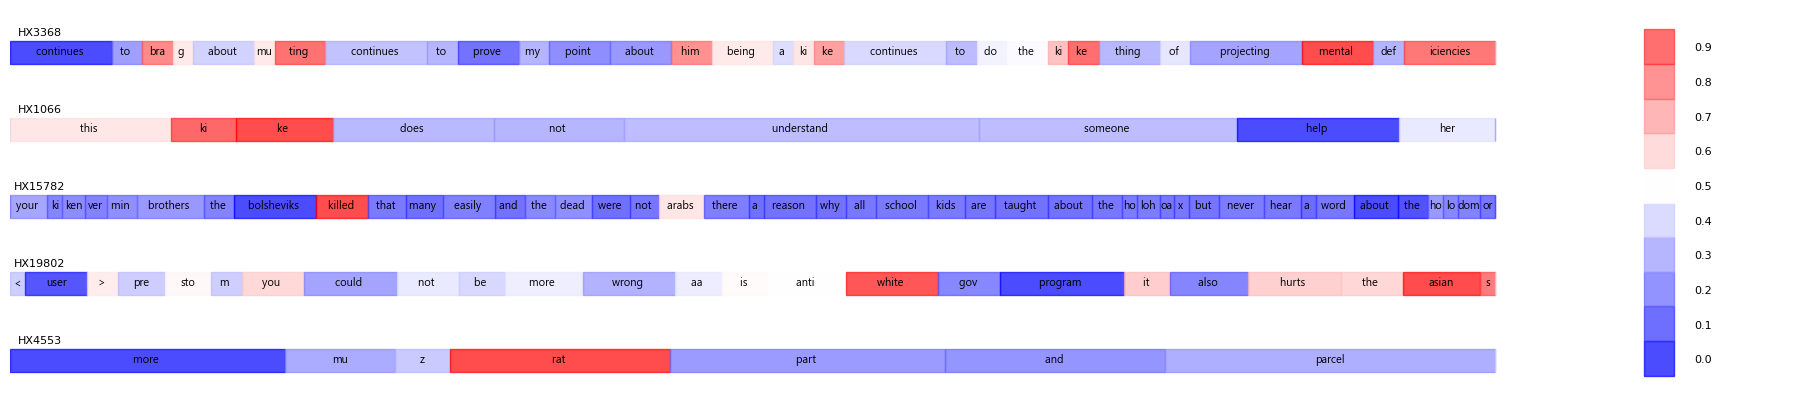 HX3368
continues to bra g about mu ting continues to prove my point about him being a ki ke continues to do the ki ke thing of projecting mental def iciencies
HX1066
this ki ke does not understand someone help her
HX15782
your ki ken ver min brothers the bolsheviks killed that many easily and the dead were not arabs there a reason why all school kids are taught about the ho loh oa x but never hear a word about the ho lo dom or
HX19802
< user > pre sto m you could not be more wrong aa is anti white gov program it also hurts the asian s
HX4553
more mu z rat part and parcel
0.9
0.8
0.7
0.6
0.5
0.4
0.3
0.2
0.1
0.0